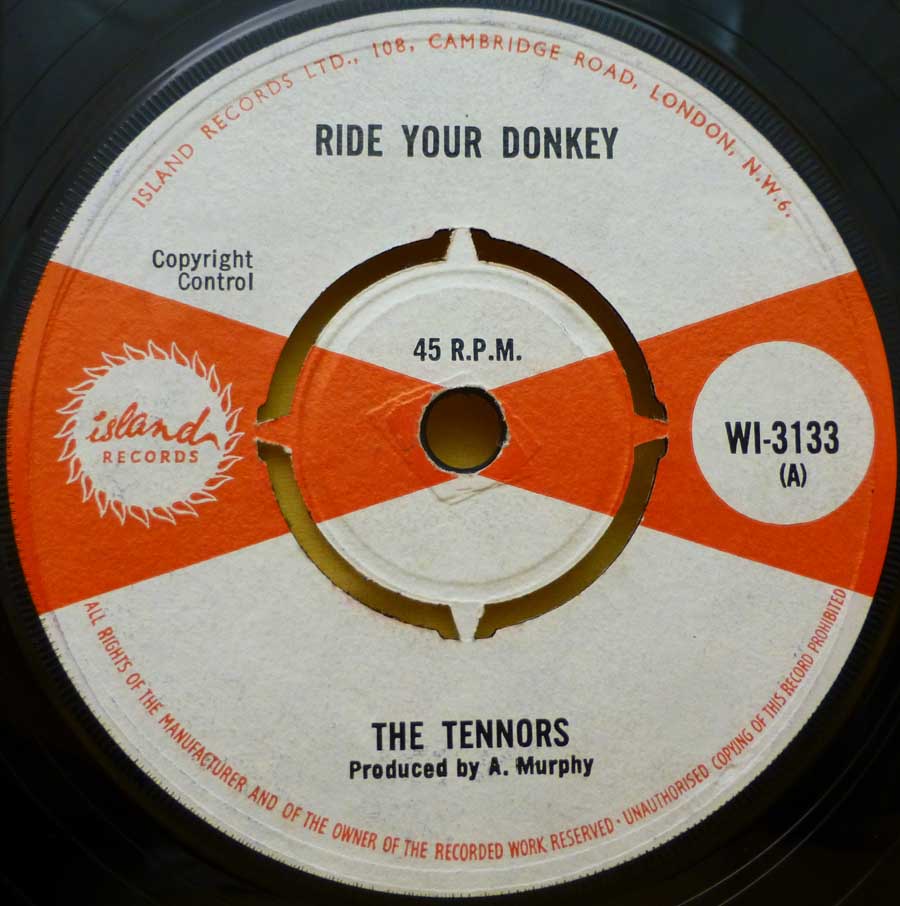 ISLAND RECORDS LTD., 108, CAMBRIDGE ROAD, LONDON, N.W.6.
RIDE YOUR DONKEY
Copyright
Control
45 R.P.M.
island
RECORDS
WI-3133
(A)
THE TENNORS
Produced by A. Murphy
ALL RIGHTS OF THE MANUFACTURER AND OF THE OWNER OF THE RECORDED WORK RESERVED · UNAUTHORISED COPYING OF THIS RECORD PROHIBITED